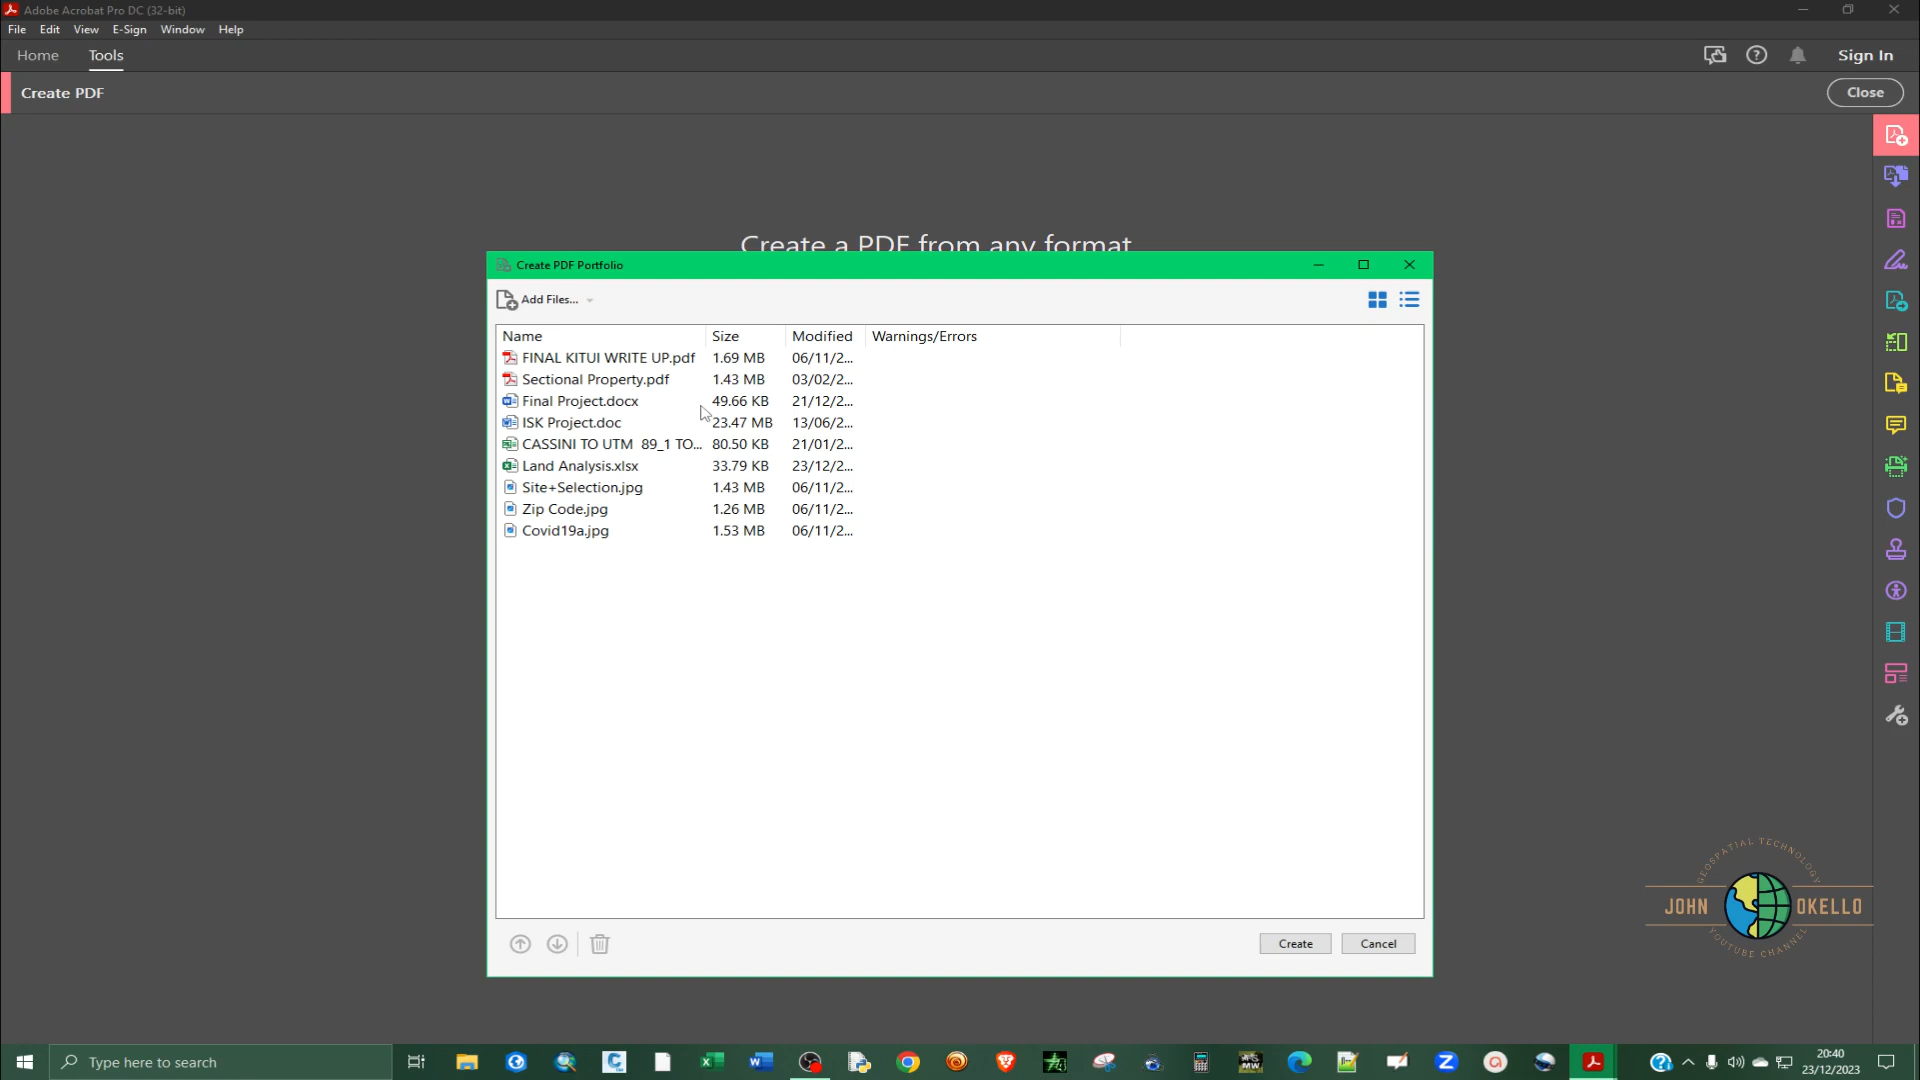 Adobe Acrobat Pro DC (32-bit)
File Edit View E-Sign Window Help
Home Tools
Sign In
Create PDF
Close
Create a PDF from any format
Create PDF Portfolio
Add Files...
Name Size Modified Warnings/Errors
FINAL KITUI WRITE UP.pdf 1.69 MB 06/11/2...
Sectional Property.pdf 1.43 MB 03/02/2...
Final Project.docx 49.66 KB 21/12/2...
ISK Project.doc 23.47 MB 13/06/2...
CASSINI TO UTM 89_1 TO... 80.50 KB 21/01/2...
Land Analysis.xlsx 33.79 KB 23/12/2...
Site+Selection.jpg 1.43 MB 06/11/2...
Zip Code.jpg 1.26 MB 06/11/2...
Covid19a.jpg 1.53 MB 06/11/2...
GEOSPATIAL TECHNOLOGY
JOHN OKELLO
YOUTUBE CHANNEL
Create Cancel
Type here to search
20:40
23/12/2023